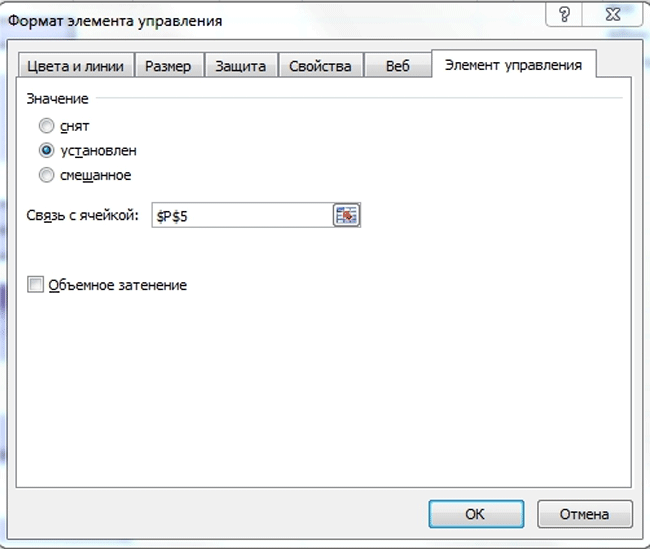 Формат элемента управления
Цвета и линии Размер Защита Свойства Веб Элемент управления
Значение
снят
установлен
смешанное
Связь с ячейкой: $P$5
Объемное затенение
ОК Отмена